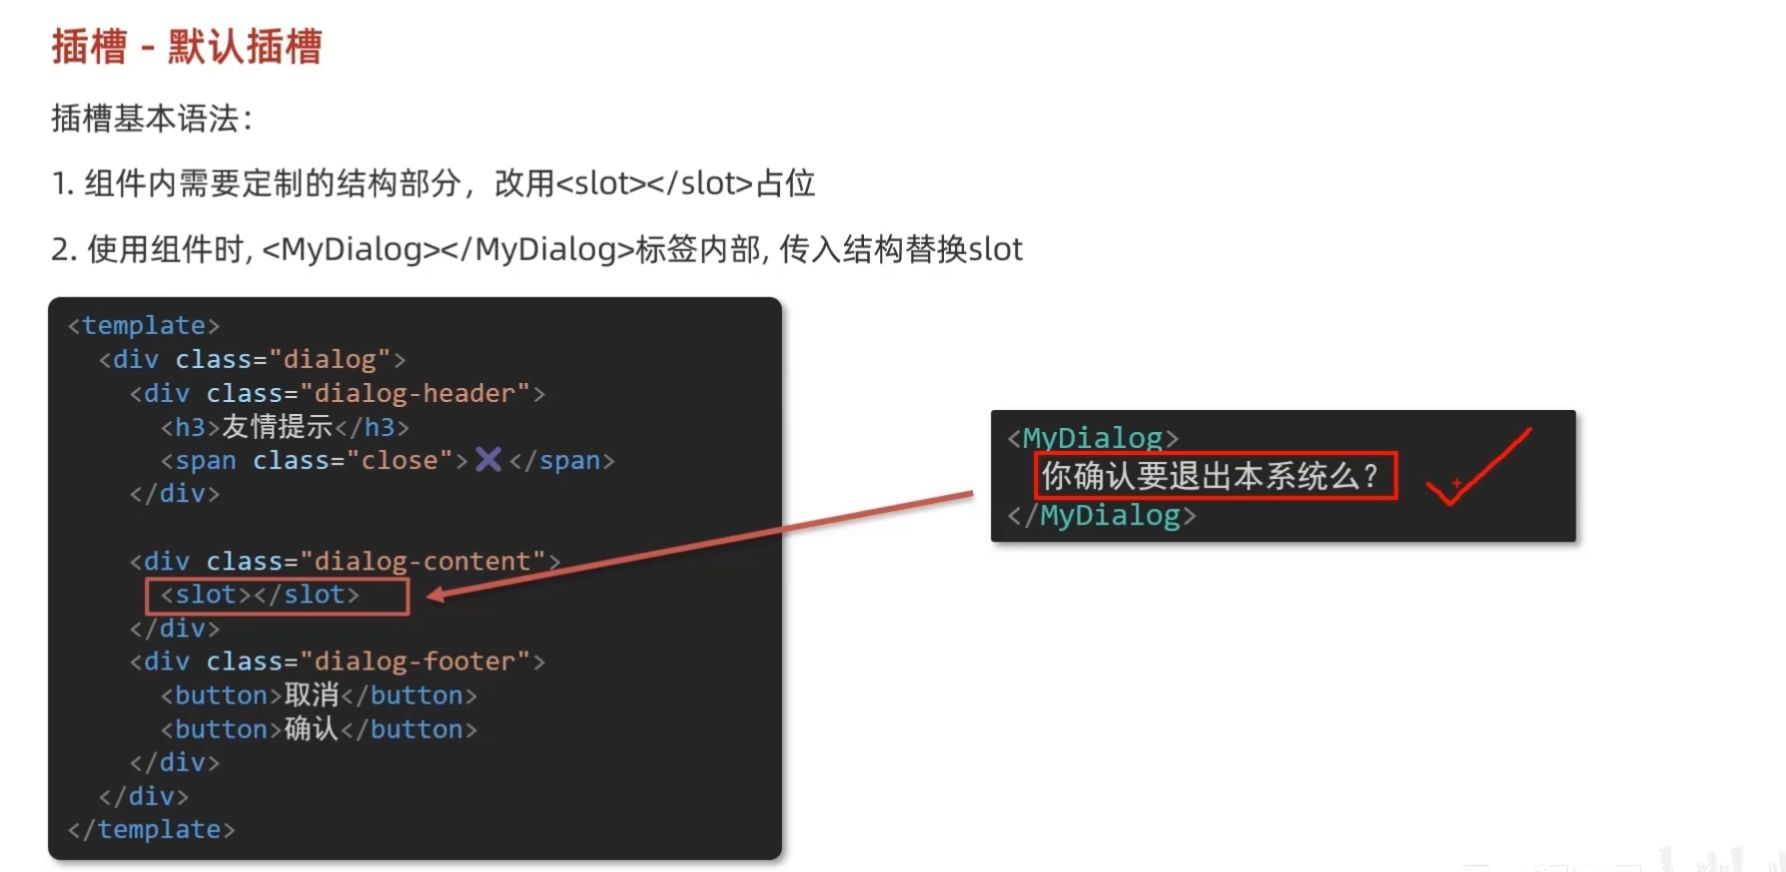 插槽 - 默认插槽
插槽基本语法：
1. 组件内需要定制的结构部分，改用<slot></slot>占位
2. 使用组件时, <MyDialog></MyDialog>标签内部, 传入结构替换slot
<template>
<div class="dialog">
<div class="dialog-header">
<h3>友情提示</h3>
<span class="close">✖️</span>
</div>
<div class="dialog-content">
<slot></slot>
</div>
<div class="dialog-footer">
<button>取消</button>
<button>确认</button>
</div>
</div>
</template>
<MyDialog>
你确认要退出本系统么？
</MyDialog>